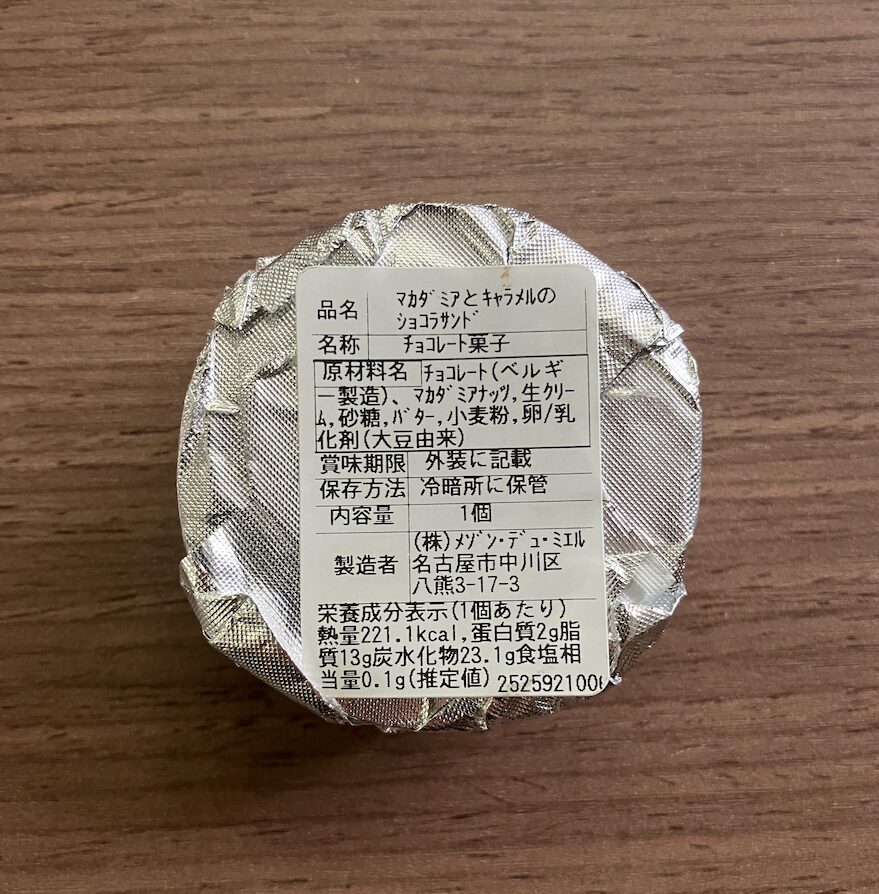 品名 ﾏｶﾀﾞﾐｱとｷｬﾗﾒﾙの
ｼｮｺﾗｻﾝﾄﾞ
名称 ﾁｮｺﾚｰﾄ菓子
原材料名 ﾁｮｺﾚｰﾄ(ベルギ
ー製造)、ﾏｶﾀﾞﾐｱﾅｯﾂ,生ｸﾘｰ
ﾑ,砂糖,ﾊﾞﾀｰ,小麦粉,卵/乳
化剤(大豆由来)
賞味期限 外装に記載
保存方法 冷暗所に保管
内容量 1個
製造者 (株)ﾒｿﾞﾝ･ﾃﾞｭ･ﾐｴﾙ
名古屋市中川区
八熊3-17-3
栄養成分表示(1個あたり)
熱量221.1kcal,蛋白質2g脂
質13g炭水化物23.1g食塩相
当量0.1g(推定値) 252592100